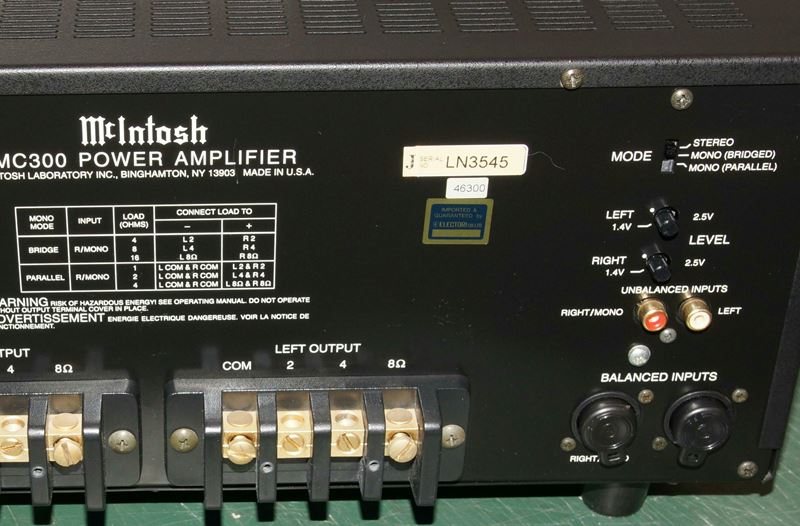 McIntosh
MC300 POWER AMPLIFIER
TOSH LABORATORY INC., BINGHAMTON, NY 13903 MADE IN U.S.A.
MONO MODE INPUT LOAD (OHMS) CONNECT LOAD TO
− +
BRIDGE R/MONO
4 L 2 R 2
8 L 4 R 4
16 L 8Ω R 8Ω
PARALLEL R/MONO
1 L COM & R COM L 2 & R 2
2 L COM & R COM L 4 & R 4
4 L COM & R COM L 8Ω & R 8Ω
WARNING RISK OF HAZARDOUS ENERGY! SEE OPERATING MANUAL. DO NOT OPERATE
WITHOUT OUTPUT TERMINAL COVER IN PLACE.
AVERTISSEMENT ENERGIE ELECTRIQUE DANGEREUSE. VOIR LA NOTICE DE
FONCTIONNEMENT.
J SERIAL NO. LN3545
46300
IMPORTED &
GUARANTEED by
ELECTORI CO.LTD.
MODE
STEREO
MONO (BRIDGED)
MONO (PARALLEL)
LEFT 2.5V
1.4V
LEVEL
RIGHT 2.5V
1.4V
UNBALANCED INPUTS
RIGHT/MONO LEFT
BALANCED INPUTS
TPUT
4 8Ω
LEFT OUTPUT
COM 2 4 8Ω